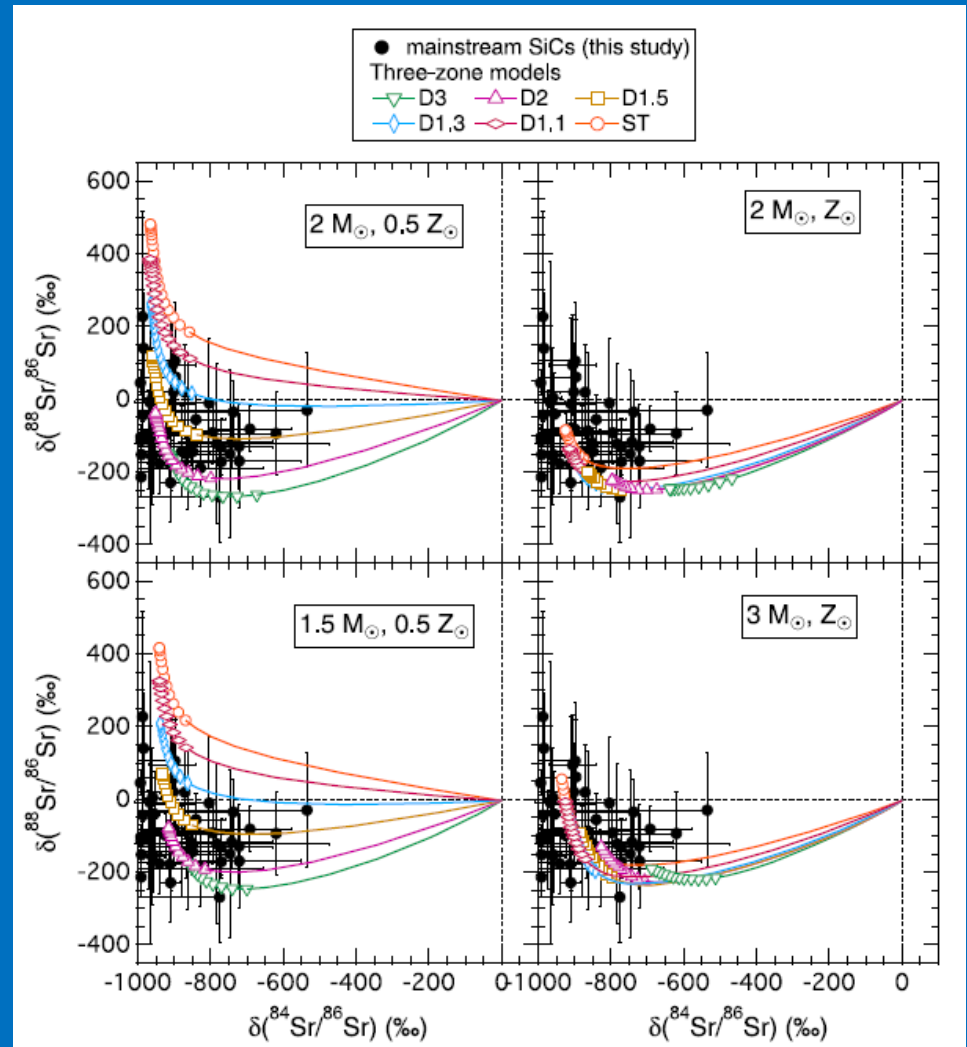 mainstream SiCs (this study)
Three-zone models
D3 D2 D1.5
D1,3 D1,1 ST
600
400
200
0
-200
-400
δ(⁸⁸Sr/⁸⁶Sr) (‰)
2 M☉, 0.5 Z☉
2 M☉, Z☉
600
400
200
0
-200
-400
δ(⁸⁸Sr/⁸⁶Sr) (‰)
1.5 M☉, 0.5 Z☉
3 M☉, Z☉
-1000 -800 -600 -400 -200 0
-1000 -800 -600 -400 -200 0
δ(⁸⁴Sr/⁸⁶Sr) (‰) δ(⁸⁴Sr/⁸⁶Sr) (‰)